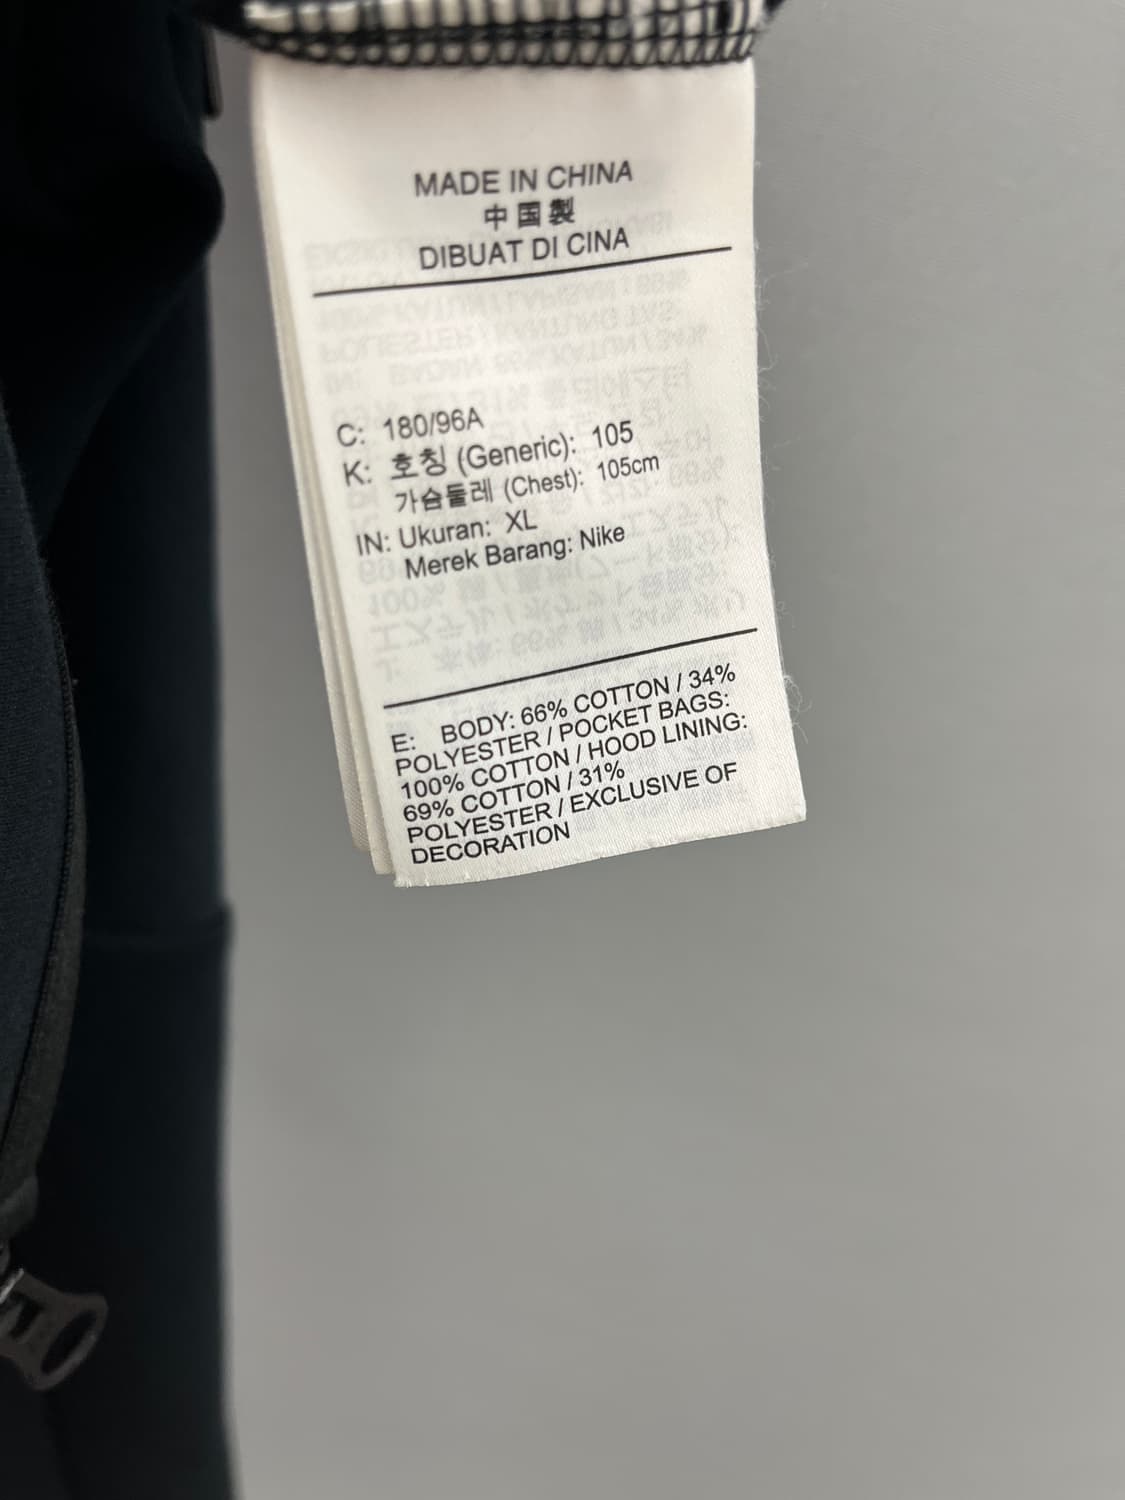 MADE IN CHINA
中国製
DIBUAT DI CINA
C: 180/96A
K: 호칭 (Generic): 105
가슴둘레 (Chest): 105cm
IN: Ukuran: XL
Merek Barang: Nike
E: BODY: 66% COTTON / 34%
POLYESTER / POCKET BAGS:
100% COTTON / HOOD LINING:
69% COTTON / 31%
POLYESTER / EXCLUSIVE OF
DECORATION